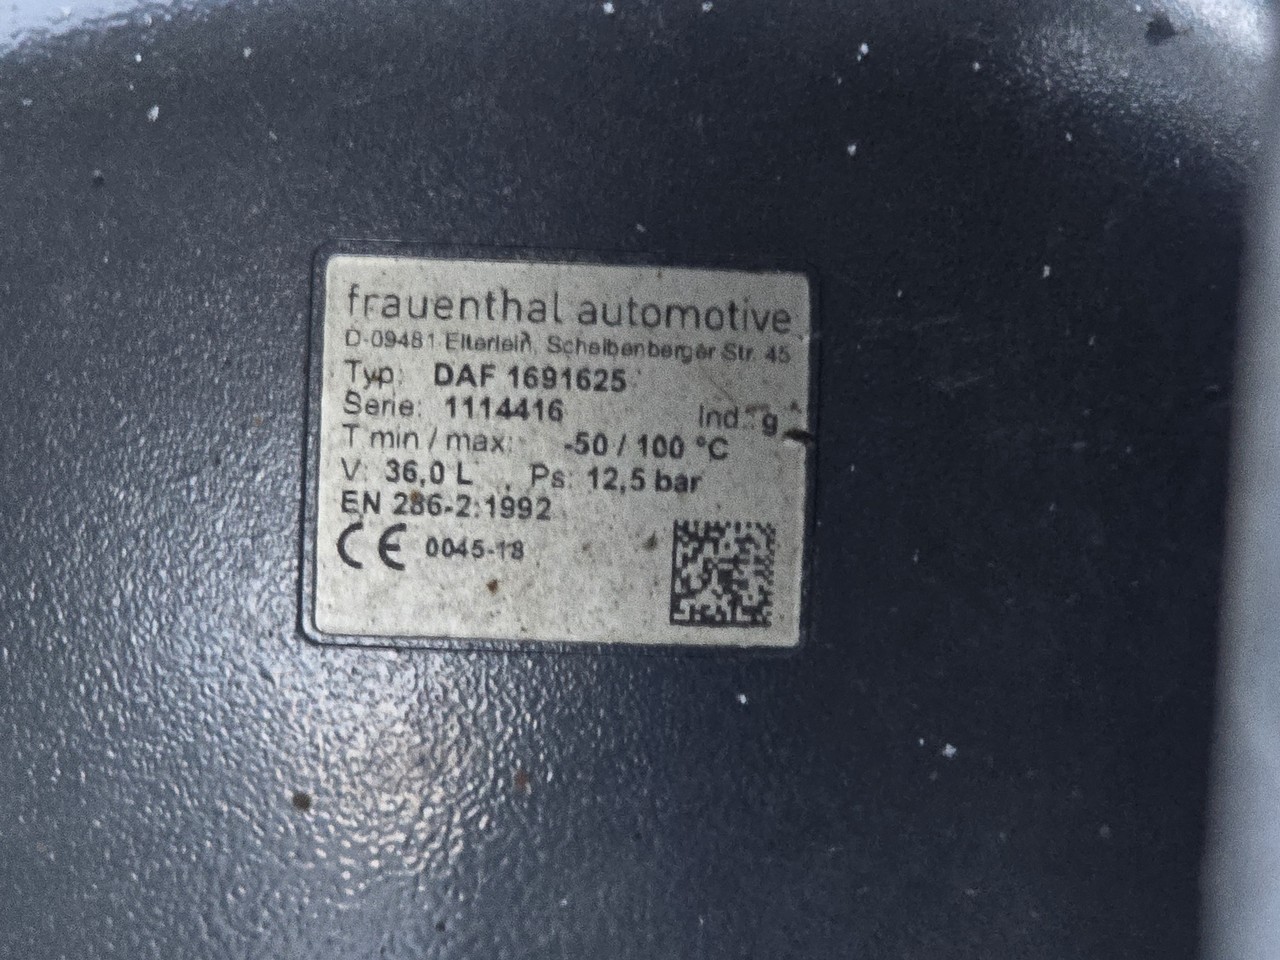 frauenthal automotive
D-09481 Elterlein, Scheibenberger Str. 45
Typ: DAF 1691625
Serie: 1114416 Ind.: g
T min / max: -50 / 100 °C
V: 36,0 L Ps: 12,5 bar
EN 286-2:1992
CE 0045-18